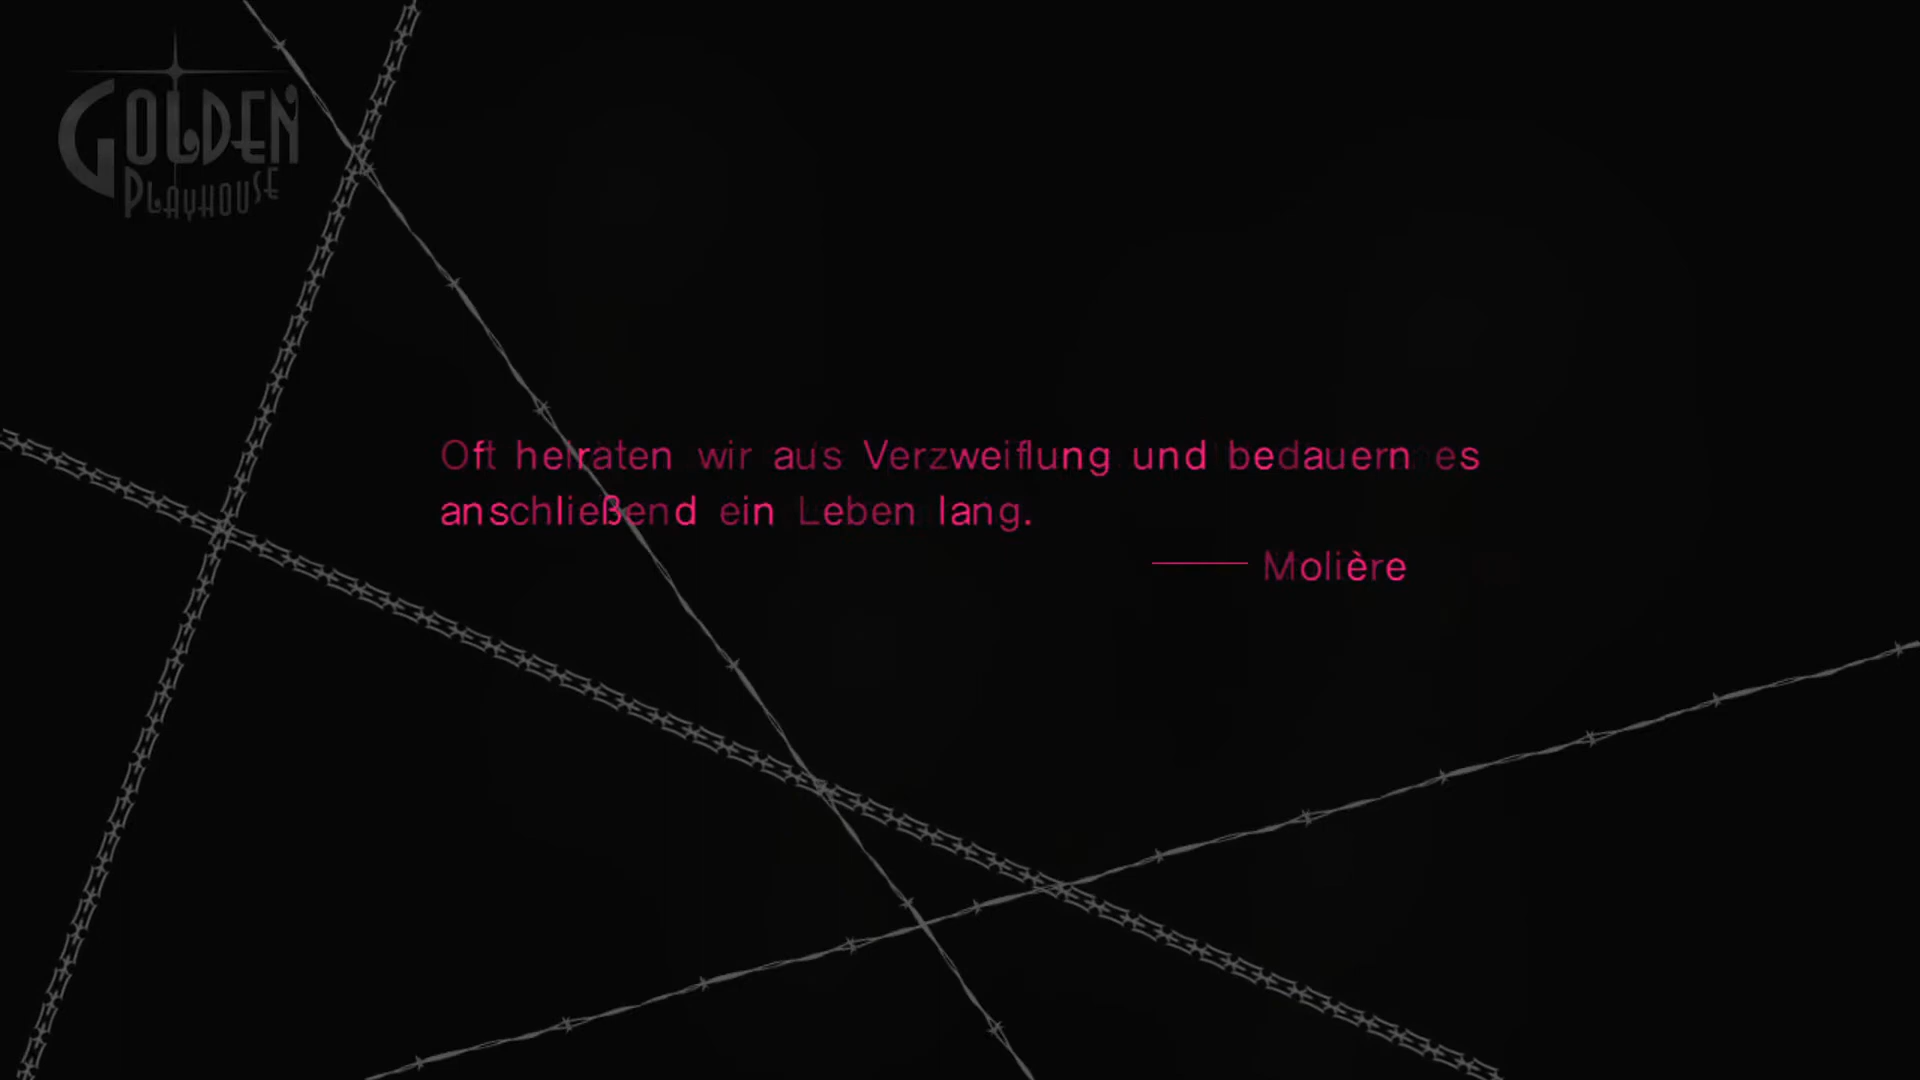 GOLDEN
PLAYHOUSE
Oft heiraten wir aus Verzweiflung und bedauern es
anschließend ein Leben lang.
—— Molière